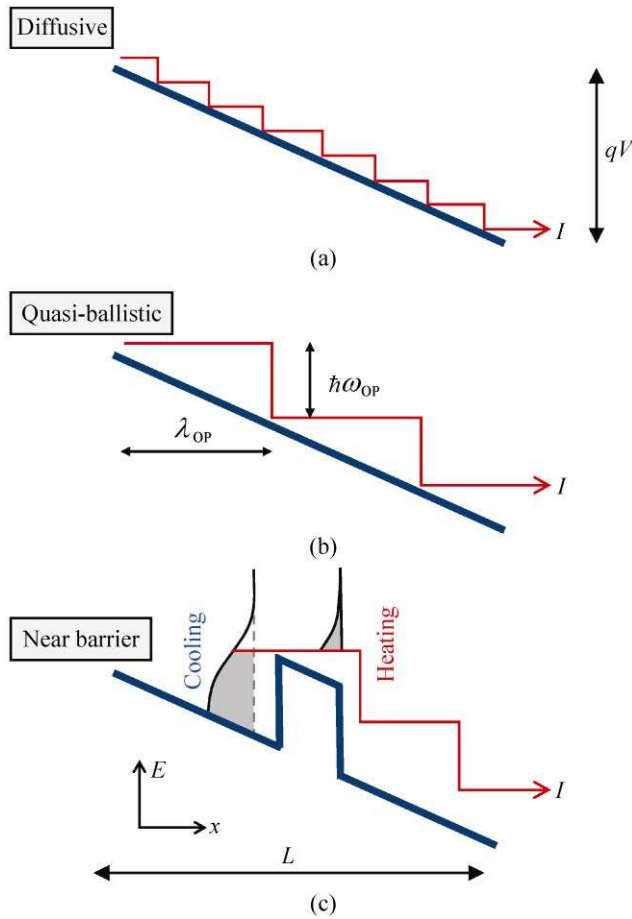 Diffusive
qV
I
(a)
Quasi-ballistic
ħω_OP
λ_OP
I
(b)
Near barrier
Cooling
Heating
E
x
I
L
(c)